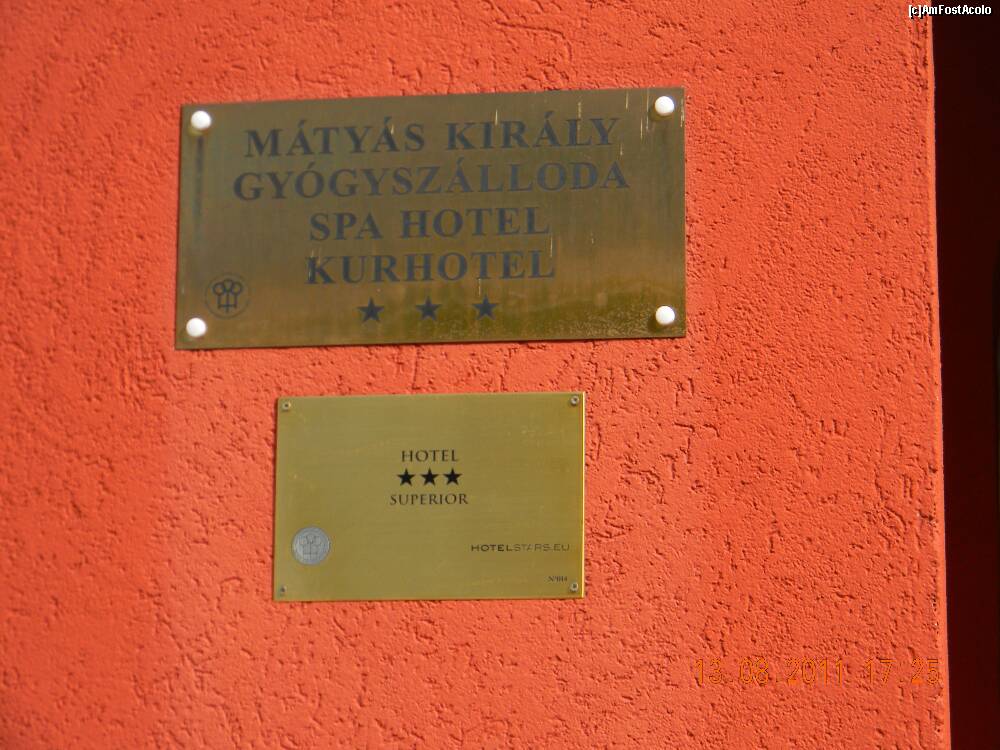 [c]AmFostAcolo
MÁTYÁS KIRÁLY
GYÓGYSZÁLLODA
SPA HOTEL
KURHOTEL
★ ★ ★
HOTEL
★★★
SUPERIOR
HOTELSTARS.EU
13.08.2011 17:25